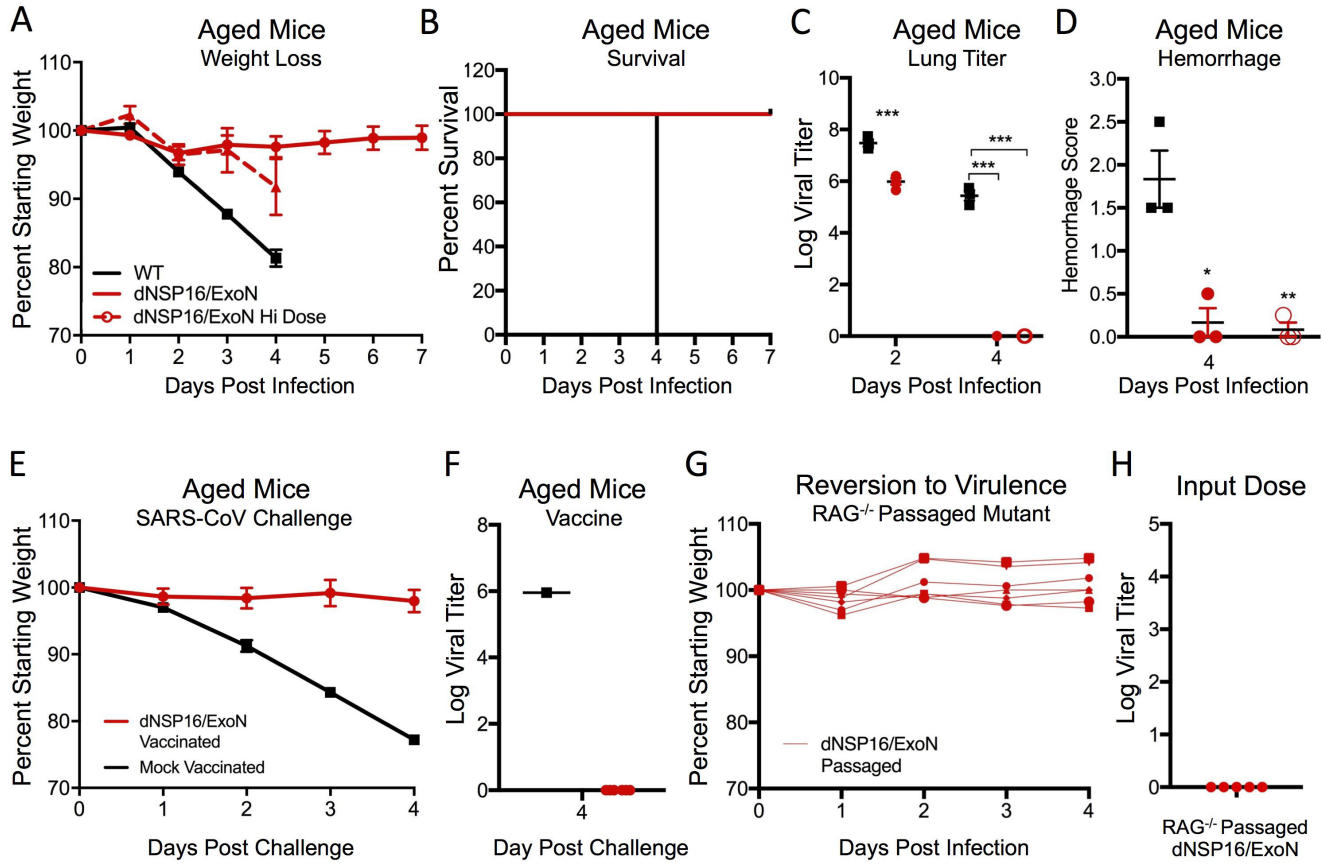 A
Aged Mice
Weight Loss
Percent Starting Weight
110
100
90
80
70
WT
dNSP16/ExoN
dNSP16/ExoN Hi Dose
0 1 2 3 4 5 6 7
Days Post Infection
B
Aged Mice
Survival
Percent Survival
120
100
80
60
40
20
0
0 1 2 3 4 5 6 7
Days Post Infection
C
Aged Mice
Lung Titer
Log Viral Titer
10
8
6
4
2
0
***
***
***
2 4
Days Post Infection
D
Aged Mice
Hemorrhage
Hemorrhage Score
3.0
2.5
2.0
1.5
1.0
0.5
0.0
*
**
4
Days Post Infection
E
Aged Mice
SARS-CoV Challenge
Percent Starting Weight
110
100
90
80
70
dNSP16/ExoN
Vaccinated
Mock Vaccinated
0 1 2 3 4
Days Post Challenge
F
Aged Mice
Vaccine
Log Viral Titer
8
6
4
2
0
4
Day Post Challenge
G
Reversion to Virulence
RAG-/- Passaged Mutant
Percent Starting Weight
110
100
90
80
70
dNSP16/ExoN
Passaged
0 1 2 3 4
Days Post Infection
H
Input Dose
Log Viral Titer
5
4
3
2
1
0
RAG-/- Passaged
dNSP16/ExoN